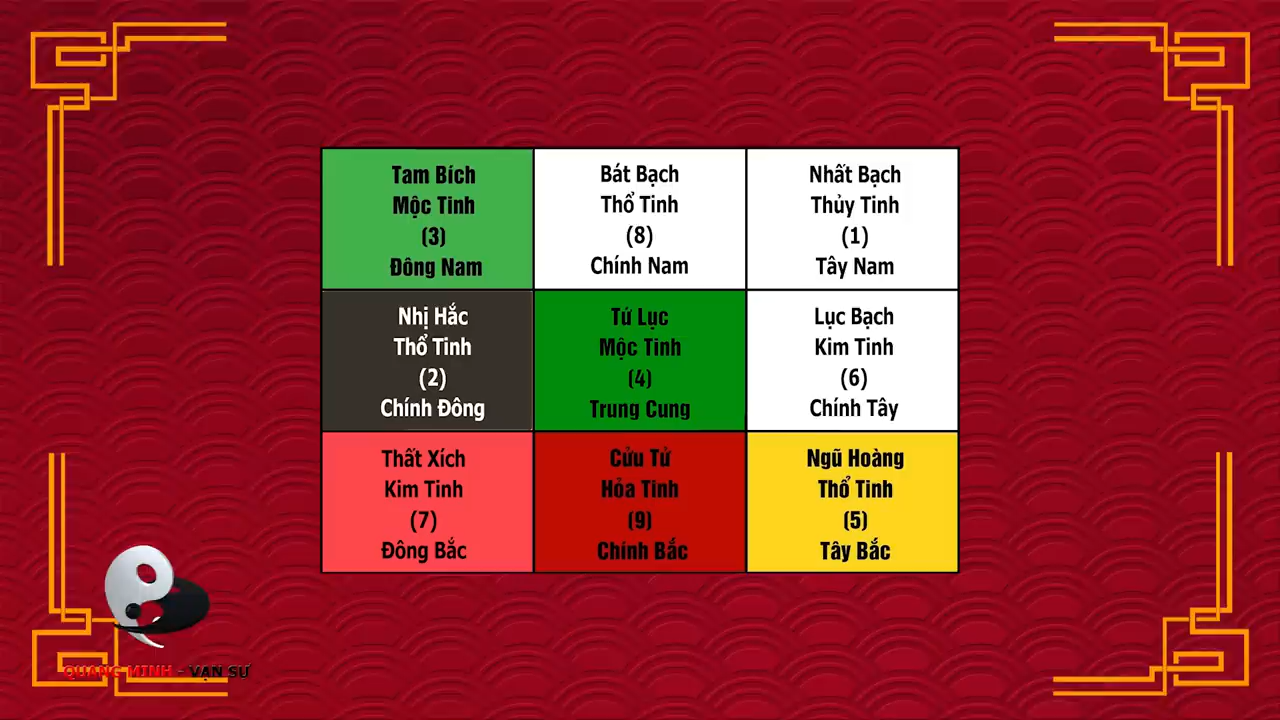 Tam Bích
Mộc Tinh
(3)
Đông Nam
Bát Bạch
Thổ Tinh
(8)
Chính Nam
Nhất Bạch
Thủy Tinh
(1)
Tây Nam
Nhị Hắc
Thổ Tinh
(2)
Chính Đông
Tứ Lục
Mộc Tinh
(4)
Trung Cung
Lục Bạch
Kim Tinh
(6)
Chính Tây
Thất Xích
Kim Tinh
(7)
Đông Bắc
Cửu Tử
Hỏa Tinh
(9)
Chính Bắc
Ngũ Hoàng
Thổ Tinh
(5)
Tây Bắc
QUANG MINH - VẠN SỰ